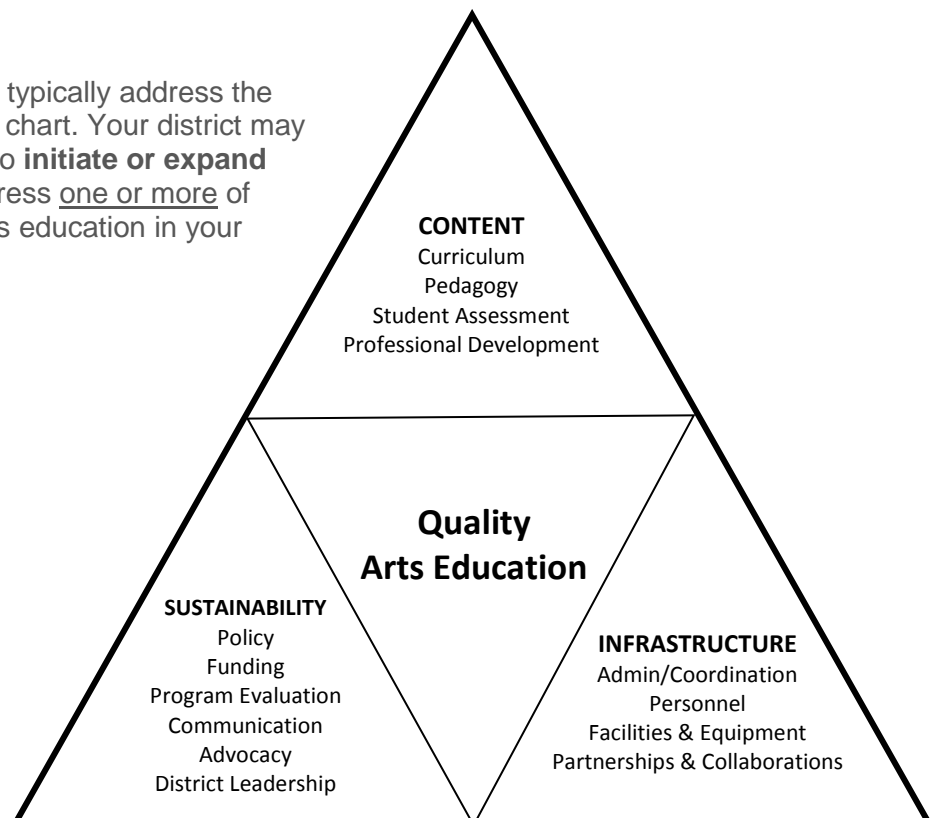 typically address the
chart. Your district may
o initiate or expand
ress one or more of
s education in your
CONTENT
Curriculum
Pedagogy
Student Assessment
Professional Development
Quality
Arts Education
SUSTAINABILITY
Policy
Funding
Program Evaluation
Communication
Advocacy
District Leadership
INFRASTRUCTURE
Admin/Coordination
Personnel
Facilities & Equipment
Partnerships & Collaborations